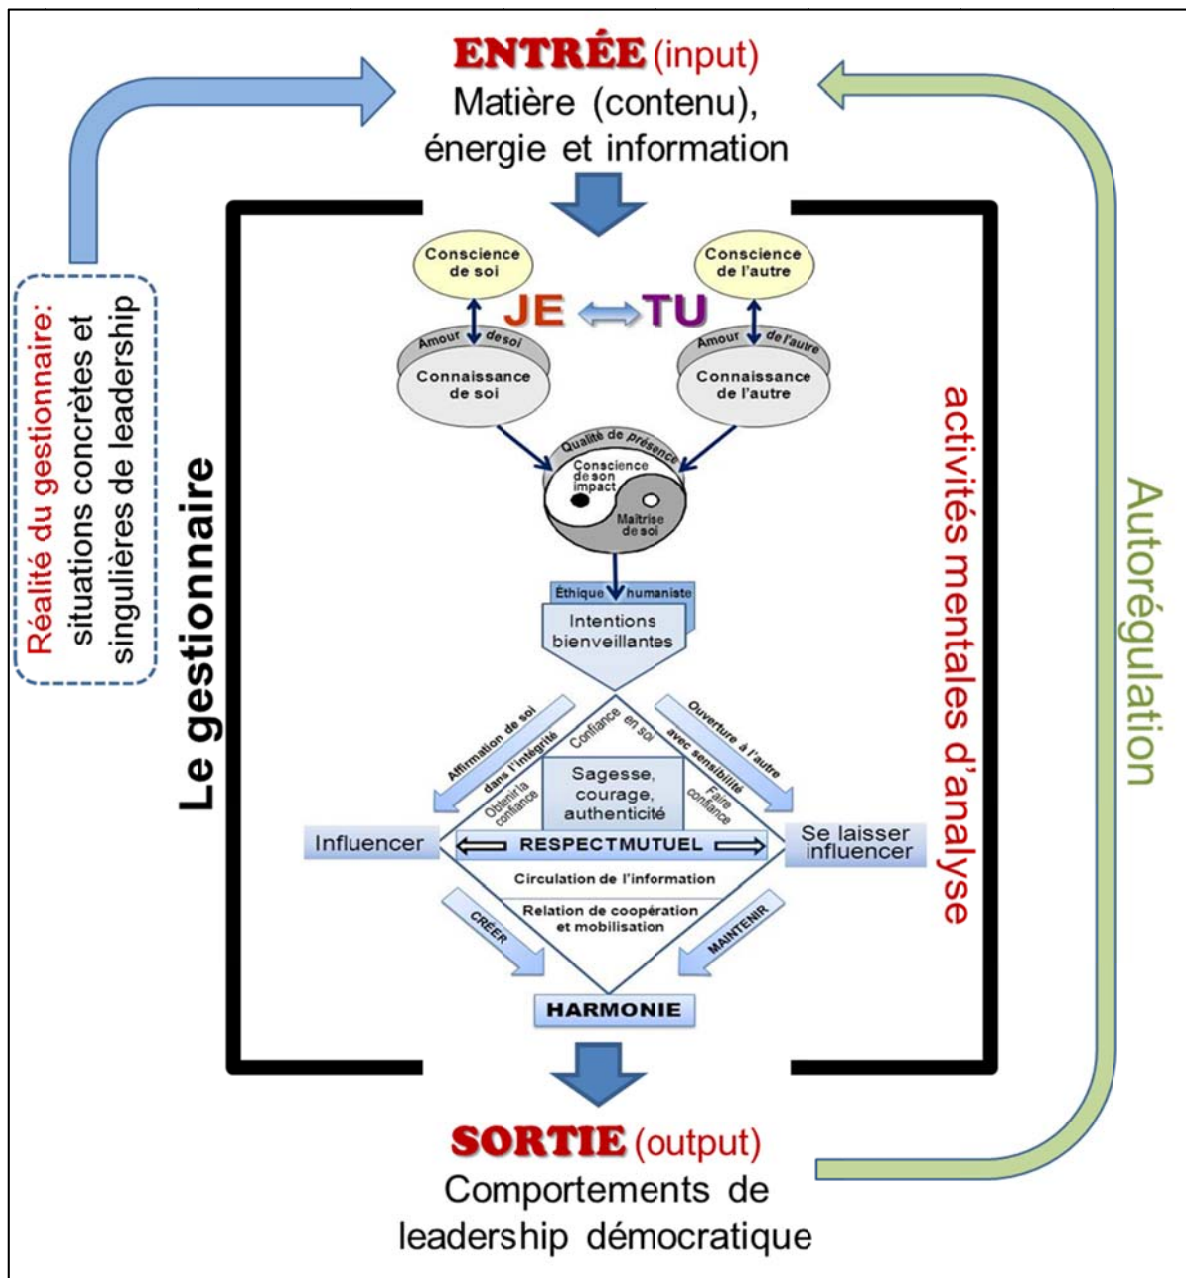 ENTRÉE (input)
Matière (contenu),
énergie et information
Réalité du gestionnaire:
situations concrètes et
singulières de leadership
Le gestionnaire
Conscience
de soi
Conscience
de l'autre
JE TU
Amour de soi
Connaissance
de soi
Amour de l'autre
Connaissance
de l'autre
Qualité de présence
Conscience
de son
impact
Maîtrise
de soi
Éthique humaniste
Intentions
bienveillantes
Affirmation de soi
dans l'intégrité
Confiance en soi
Ouverture à l'autre
avec sensibilité
Obtenir la
confiance
Sagesse,
courage,
authenticité
Faire
confiance
Influencer
RESPECT MUTUEL
Se laisser
influencer
Circulation de l'information
Relation de coopération
et mobilisation
CRÉER
MAINTENIR
HARMONIE
activités mentales d'analyse
Autorégulation
SORTIE (output)
Comportements de
leadership démocratique